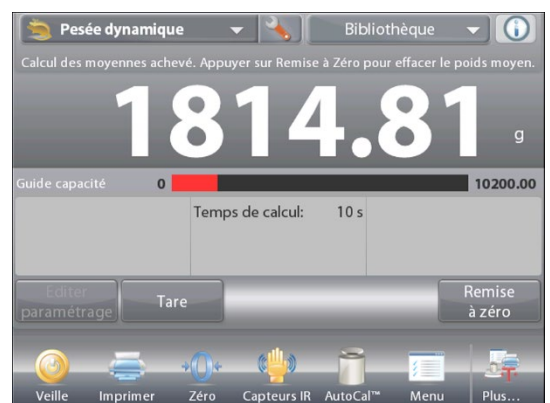 Pesée dynamique Bibliothèque
Calcul des moyennes achevé. Appuyer sur Remise à Zéro pour effacer le poids moyen.
1814.81 g
Guide capacité 0 10200.00
Temps de calcul: 10 s
Editer paramétrage
Tare
Remise à zéro
Veille Imprimer Zéro Capteurs IR AutoCal™ Menu Plus...